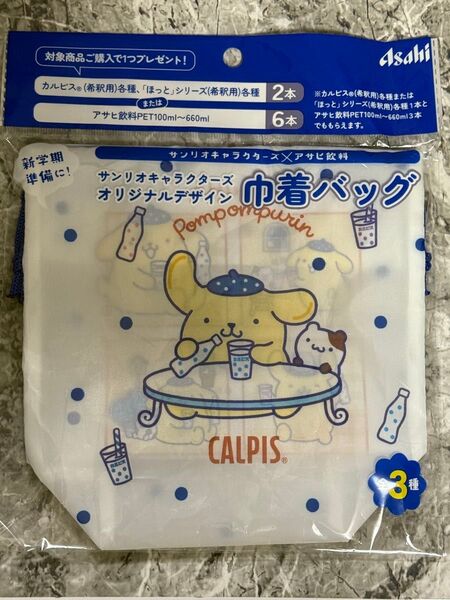 対象商品ご購入で1つプレゼント!
Asahi
カルピス®(希釈用)各種、「ほっと」シリーズ(希釈用)各種 2本
または
アサヒ飲料PET100ml〜660ml 6本
※カルピス®(希釈用)各種または
「ほっと」シリーズ(希釈用)各種1本と
アサヒ飲料PET100ml〜660ml3本
でももらえます。
サンリオキャラクターズ×アサヒ飲料
新学期
準備に!
サンリオキャラクターズ
オリジナルデザイン
巾着バッグ
Pompompurin
CALPIS®
3種